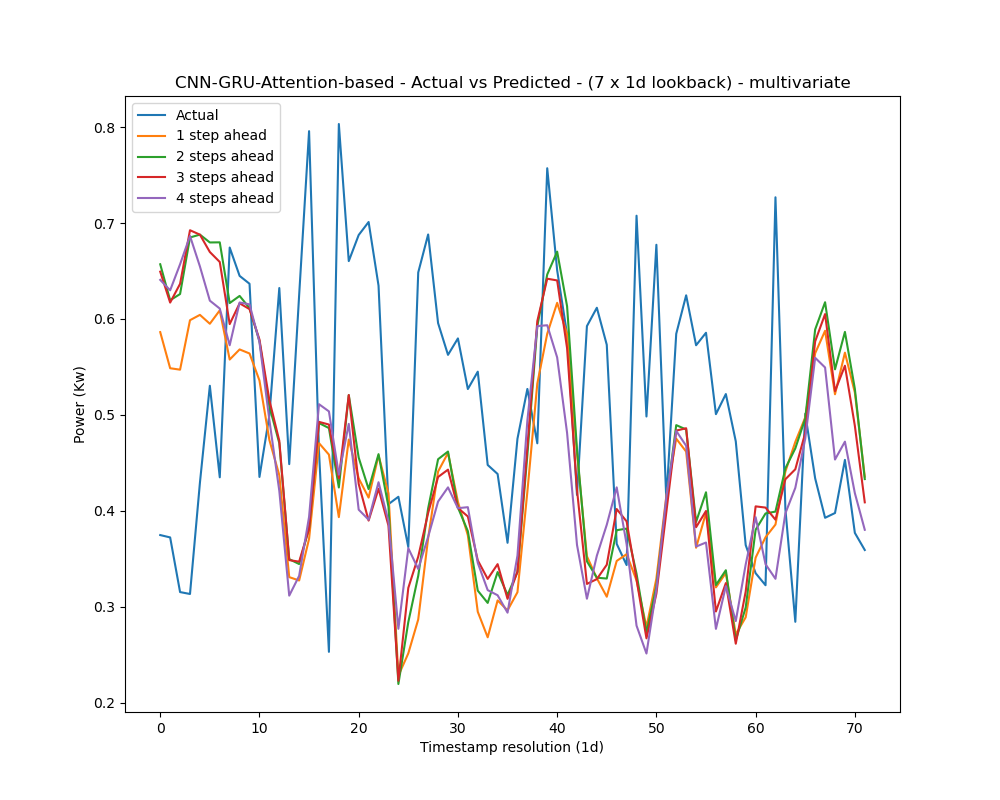 CNN-GRU-Attention-based - Actual vs Predicted - (7 x 1d lookback) - multivariate
Actual
1 step ahead
2 steps ahead
3 steps ahead
4 steps ahead
Power (Kw)
0.8
0.7
0.6
0.5
0.4
0.3
0.2
0 10 20 30 40 50 60 70
Timestamp resolution (1d)